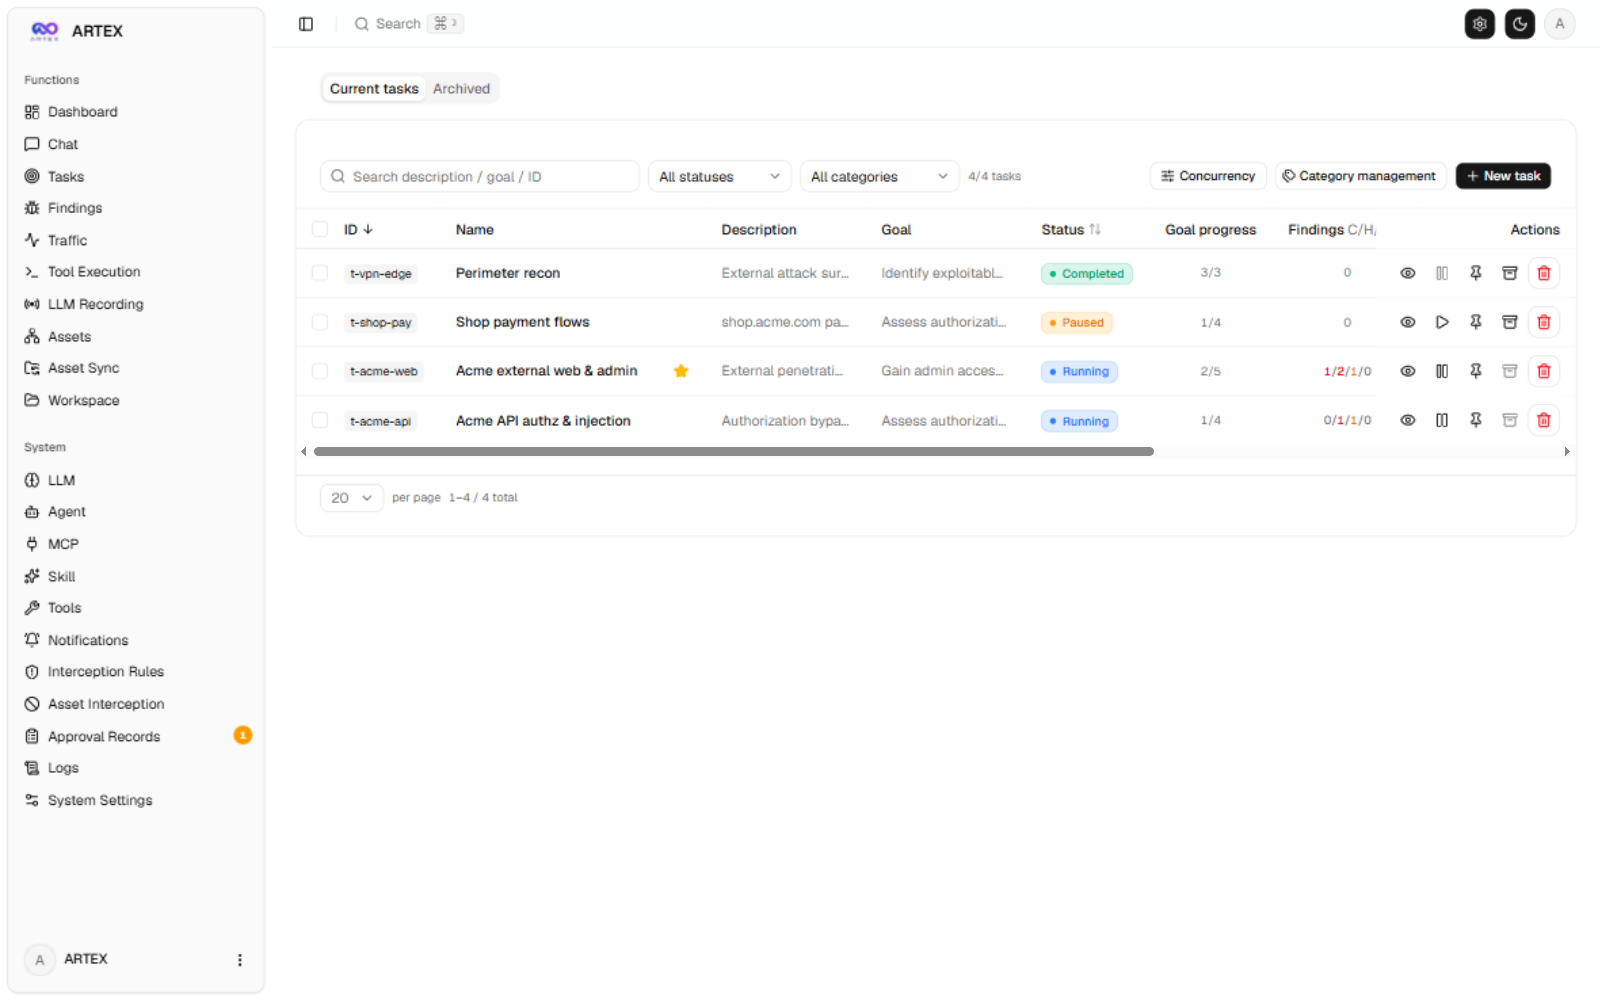 ARTEX
Functions
Dashboard
Chat
Tasks
Findings
Traffic
Tool Execution
LLM Recording
Assets
Asset Sync
Workspace
System
LLM
Agent
MCP
Skill
Tools
Notifications
Interception Rules
Asset Interception
Approval Records 1
Logs
System Settings
A ARTEX
Search ⌘ J
A
Current tasks Archived
Search description / goal / ID All statuses All categories 4/4 tasks Concurrency Category management + New task
ID ↓ Name Description Goal Status Goal progress Findings C/H/ Actions
t-vpn-edge Perimeter recon External attack sur... Identify exploitabl... Completed 3/3 0
t-shop-pay Shop payment flows shop.acme.com pa... Assess authorizati... Paused 1/4 0
t-acme-web Acme external web & admin External penetrati... Gain admin acces... Running 2/5 1/2/1/0
t-acme-api Acme API authz & injection Authorization bypa... Assess authorizati... Running 1/4 0/1/1/0
20 per page 1–4 / 4 total